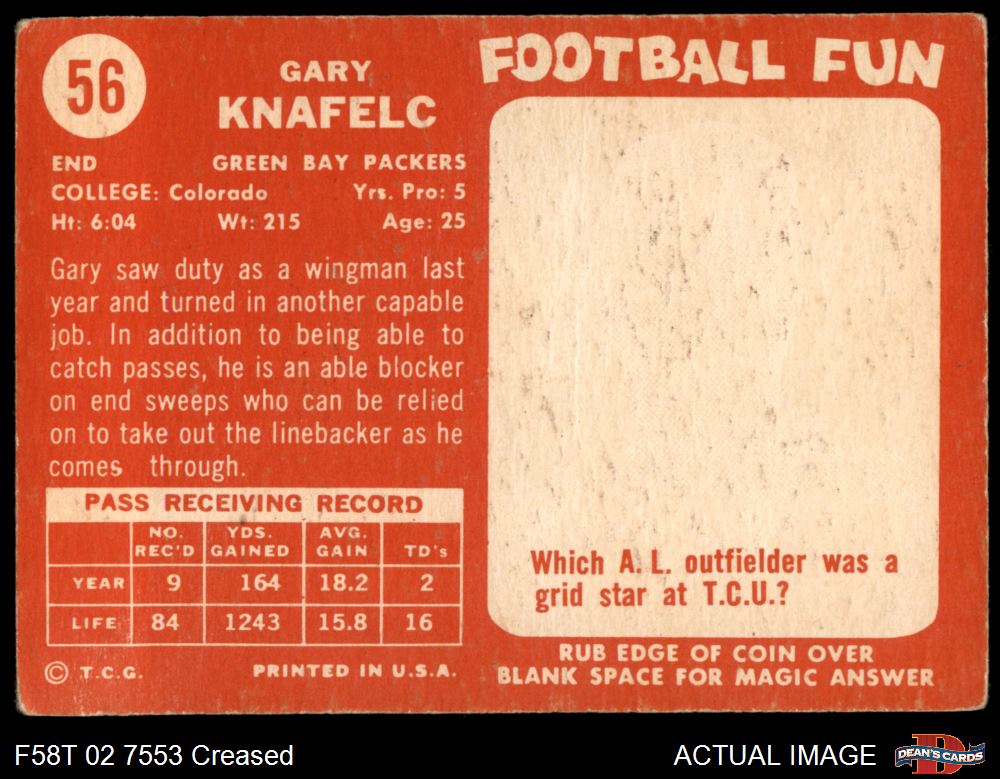 56
GARY
KNAFELC
END GREEN BAY PACKERS
COLLEGE: Colorado Yrs. Pro: 5
Ht: 6:04 Wt: 215 Age: 25
Gary saw duty as a wingman last
year and turned in another capable
job. In addition to being able to
catch passes, he is an able blocker
on end sweeps who can be relied
on to take out the linebacker as he
comes through.
PASS RECEIVING RECORD
NO. REC'D YDS. GAINED AVG. GAIN TD's
YEAR 9 164 18.2 2
LIFE 84 1243 15.8 16
© T.C.G. PRINTED IN U.S.A.
FOOTBALL FUN
Which A. L. outfielder was a
grid star at T.C.U.?
RUB EDGE OF COIN OVER
BLANK SPACE FOR MAGIC ANSWER
F58T 02 7553 Creased ACTUAL IMAGE
DEAN'S CARDS